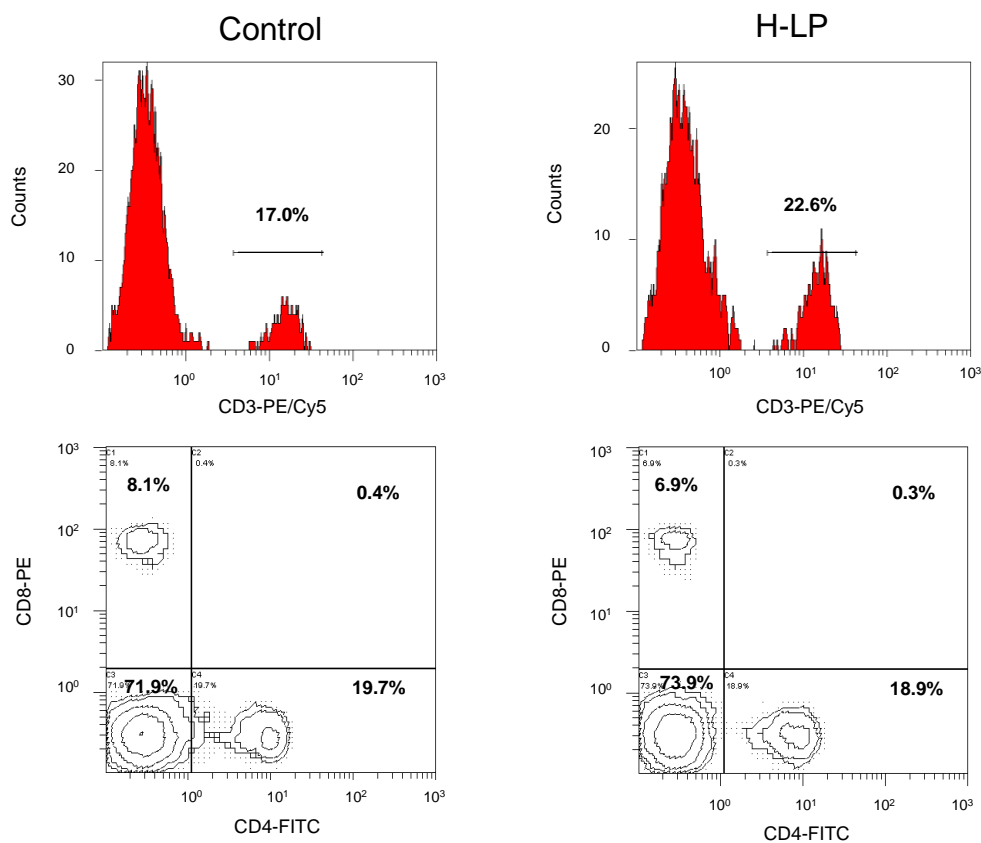 Control
H-LP
30
20
10
0
Counts
17.0%
10⁰ 10¹ 10² 10³
CD3-PE/Cy5
20
10
0
Counts
22.6%
10⁰ 10¹ 10² 10³
CD3-PE/Cy5
10³
10²
10¹
10⁰
CD8-PE
C1
8.1%
C2
0.4%
8.1%
0.4%
C3
71.9%
C4
19.7%
71.9%
19.7%
10⁰ 10¹ 10² 10³
CD4-FITC
10³
10²
10¹
10⁰
CD8-PE
C1
6.9%
C2
0.3%
6.9%
0.3%
C3
73.9%
C4
18.9%
73.9%
18.9%
10⁰ 10¹ 10² 10³
CD4-FITC